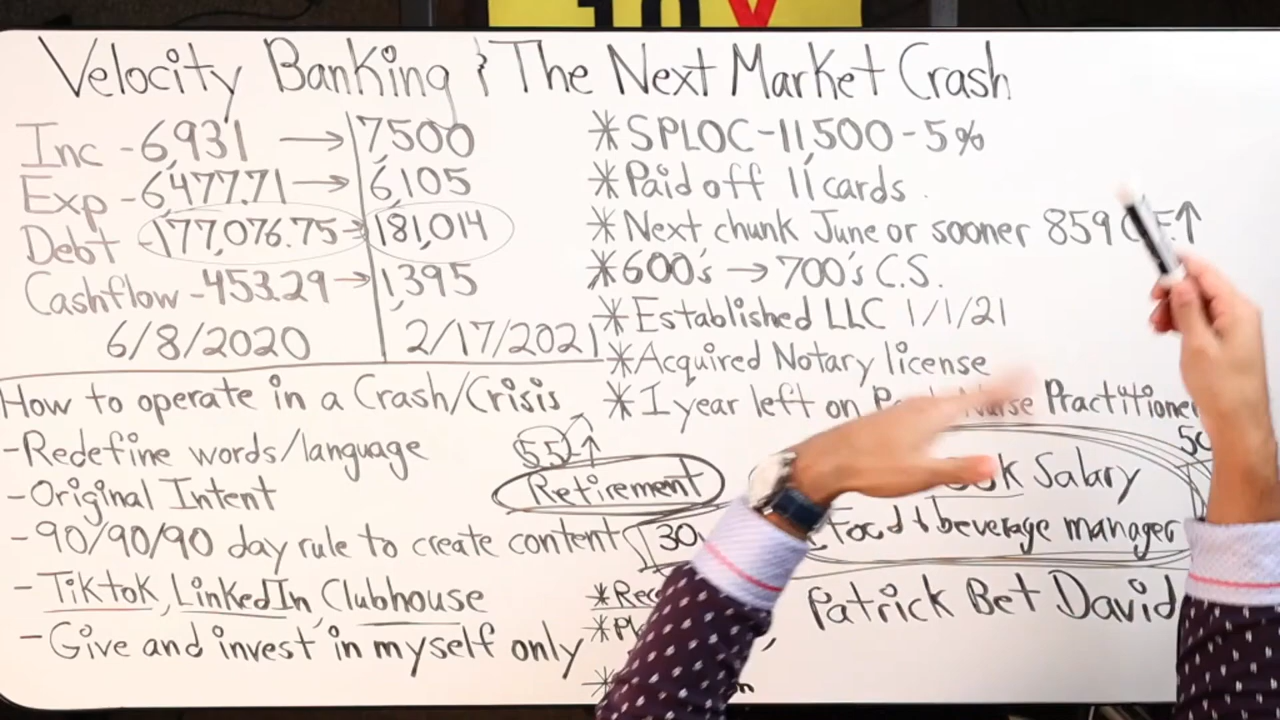 10X
Velocity Banking & The Next Market Crash
Inc - 6,931 → 7500
Exp - 6,477.71 → 6,105
Debt - 177,076.75 → 181,014
Cashflow - 453.29 → 1,395
6/8/2020 2/17/2021
* SPLOC - 11,500 - 5%
* Paid off 11 cards.
* Next chunk June or sooner 859 ↑
* 600's → 700's C.S.
* Established LLC 1/1/21
* Acquired Notary license
* 1 year left on Nurse Practitioner
How to operate in a Crash/Crisis
- Redefine words/language
- Original Intent
- 90/90/90 day rule to create content
- Tiktok, LinkedIn, Clubhouse
- Give and invest in myself only
55 ↑
Retirement
30
Salary
Food & beverage manager
Patrick Bet David